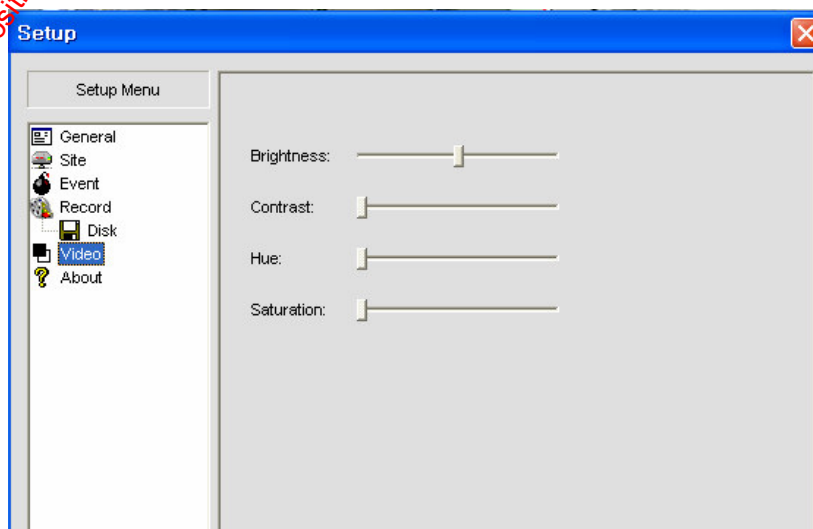 Setup
Setup Menu
General
Site
Event
Record
Disk
Video
About
Brightness:
Contrast:
Hue:
Saturation: